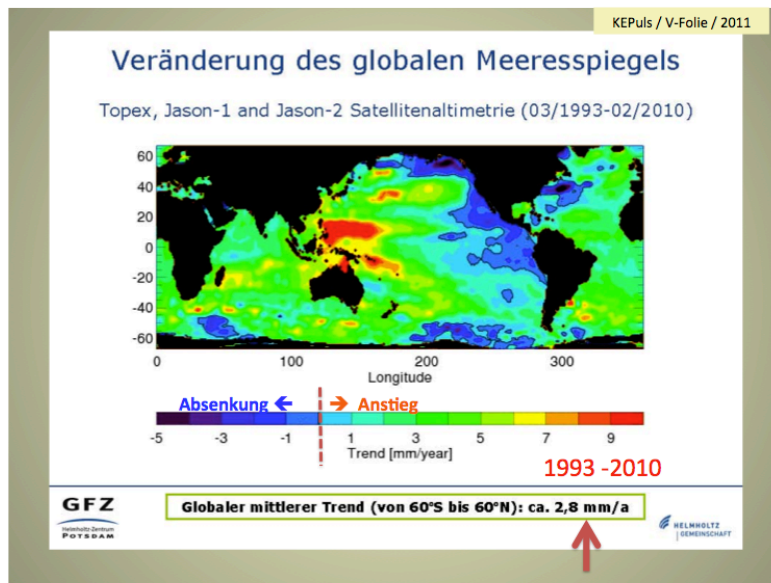 KEPuls / V-Folie / 2011
Veränderung des globalen Meeresspiegels
Topex, Jason-1 and Jason-2 Satellitenaltimetrie (03/1993-02/2010)
60
40
20
0
-20
-40
-60
0 100 200 300
Longitude
Absenkung ← → Anstieg
-5 -3 -1 1 3 5 7 9
Trend [mm/year]
1993 -2010
Globaler mittlerer Trend (von 60°S bis 60°N): ca. 2,8 mm/a
GFZ
Helmholtz-Zentrum
POTSDAM
HELMHOLTZ
GEMEINSCHAFT